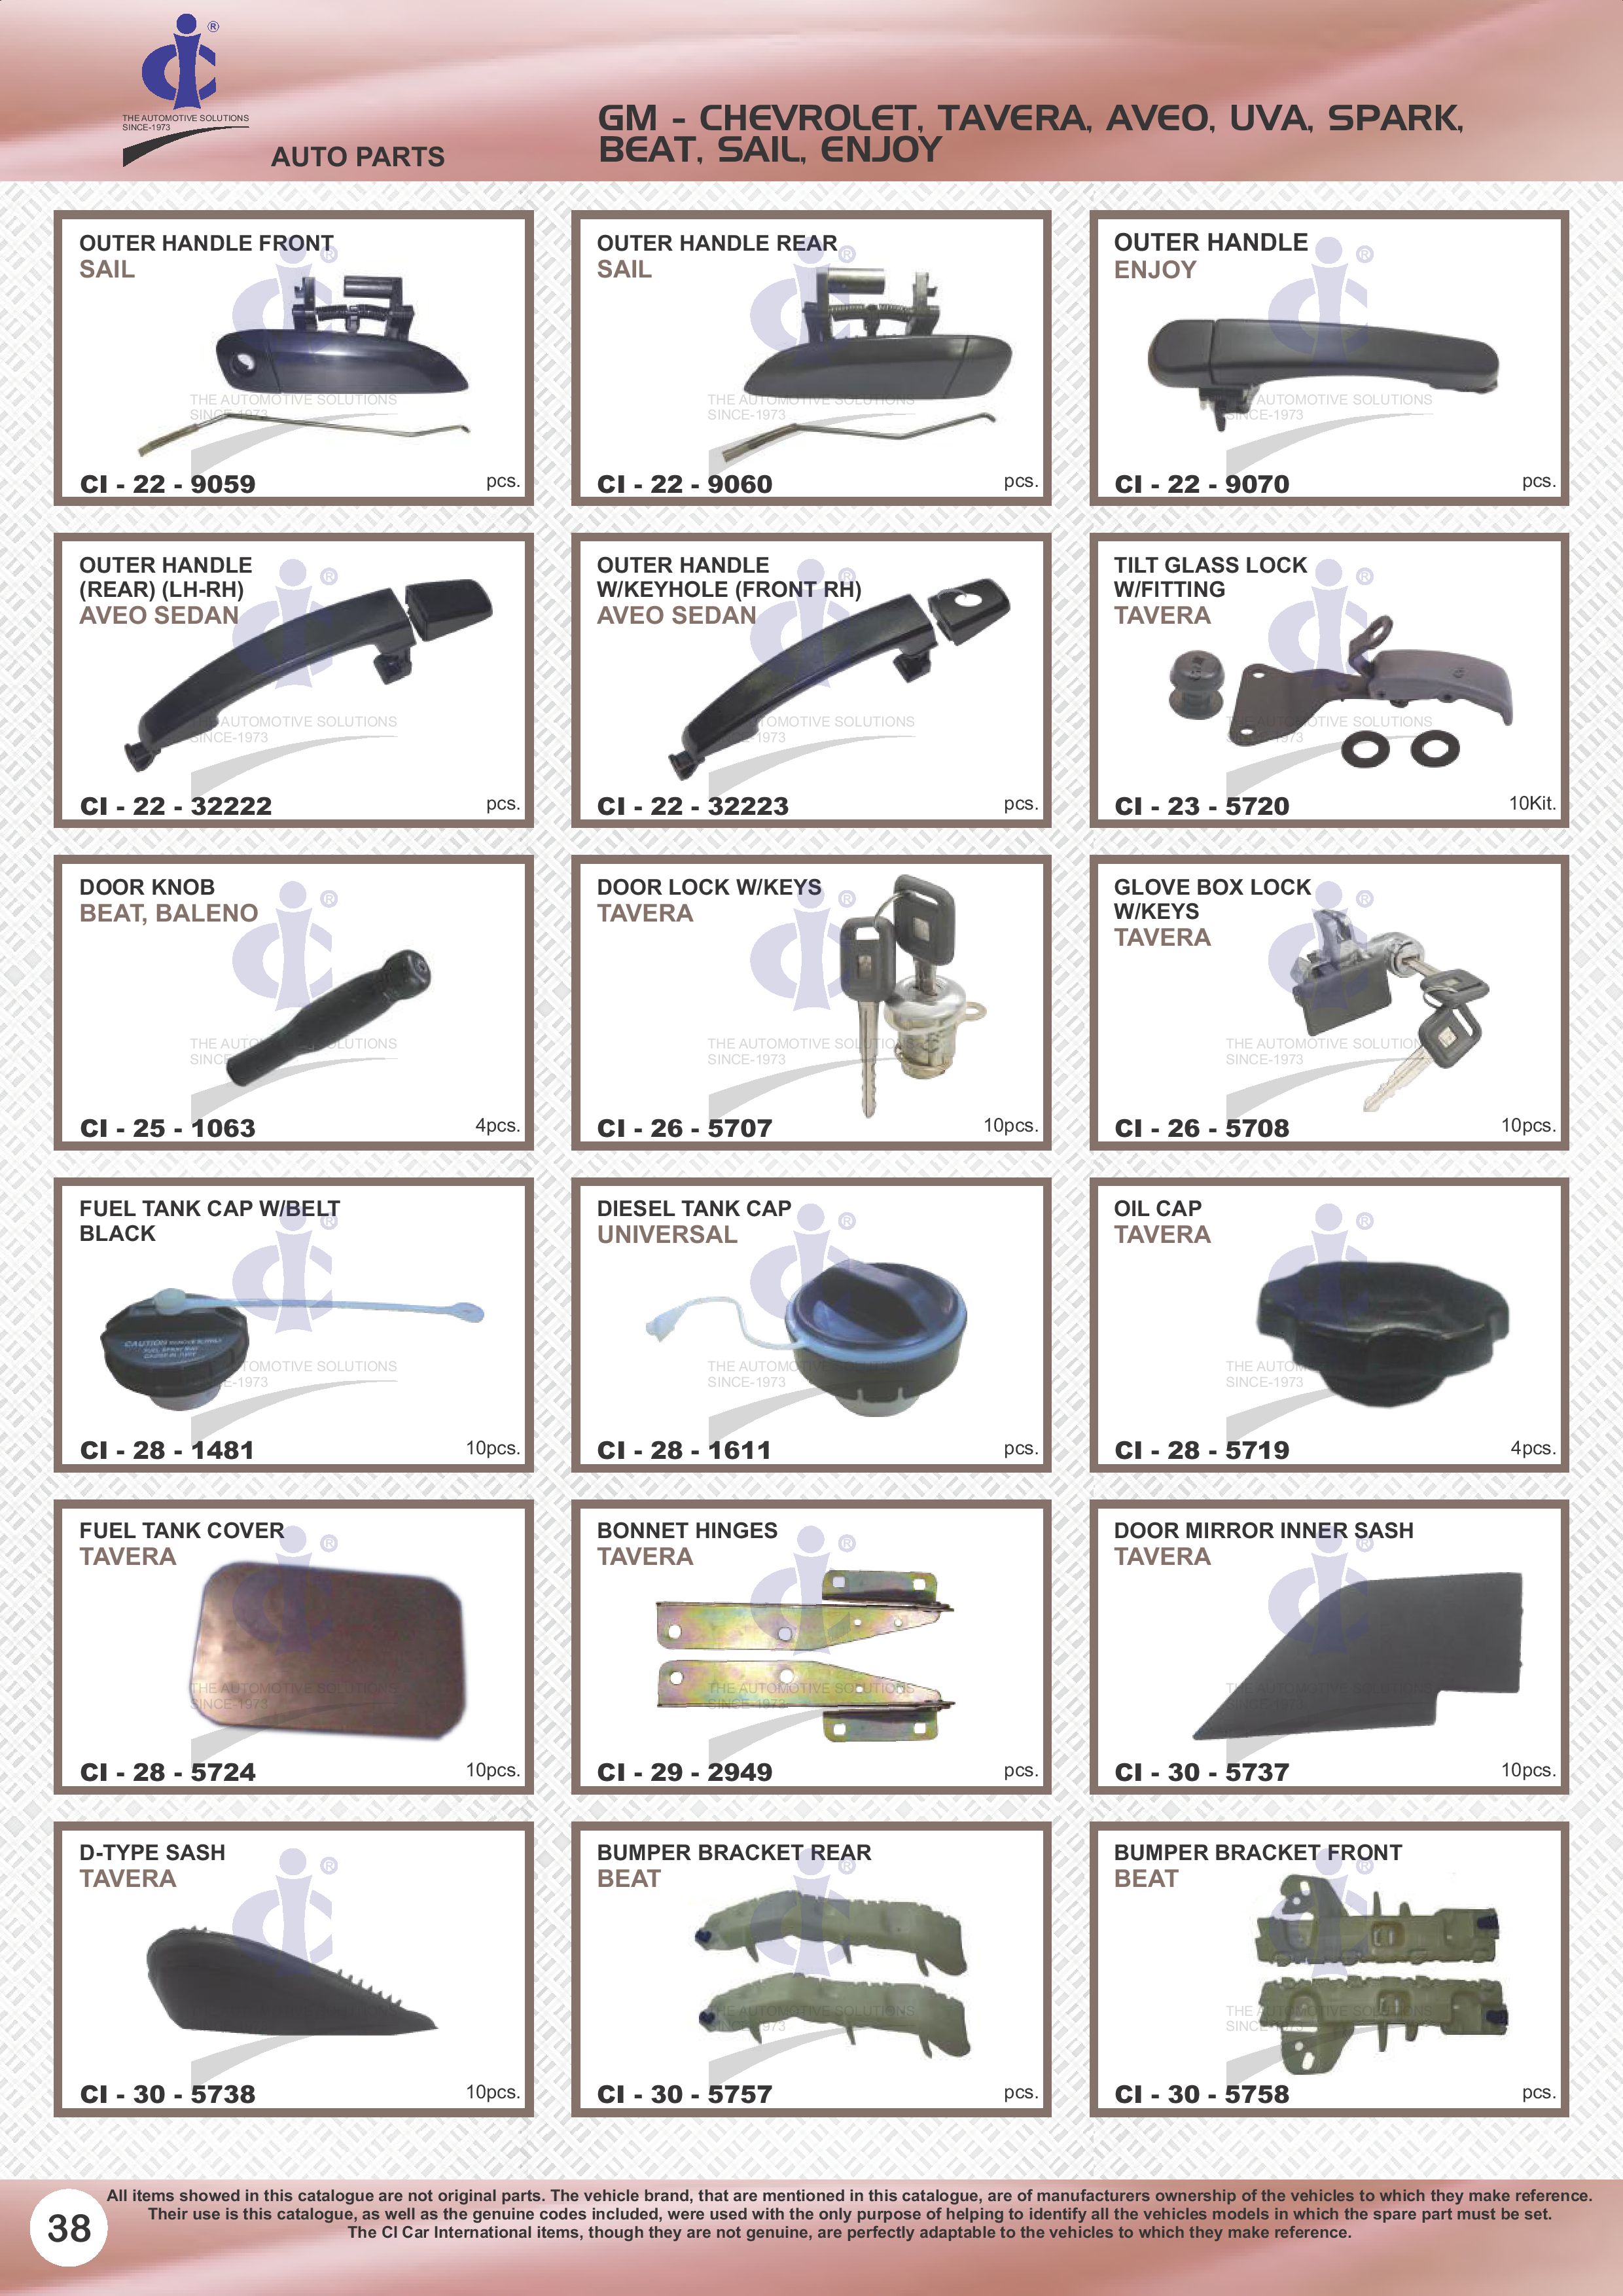 ®
THE AUTOMOTIVE SOLUTIONS
SINCE-1973
AUTO PARTS
GM - CHEVROLET, TAVERA, AVEO, UVA, SPARK,
BEAT, SAIL, ENJOY
OUTER HANDLE FRONT
SAIL
CI - 22 - 9059
pcs.
OUTER HANDLE REAR
SAIL
CI - 22 - 9060
pcs.
OUTER HANDLE
ENJOY
CI - 22 - 9070
pcs.
OUTER HANDLE
(REAR) (LH-RH)
AVEO SEDAN
CI - 22 - 32222
pcs.
OUTER HANDLE
W/KEYHOLE (FRONT RH)
AVEO SEDAN
CI - 22 - 32223
pcs.
TILT GLASS LOCK
W/FITTING
TAVERA
CI - 23 - 5720
10Kit.
DOOR KNOB
BEAT, BALENO
CI - 25 - 1063
4pcs.
DOOR LOCK W/KEYS
TAVERA
CI - 26 - 5707
10pcs.
GLOVE BOX LOCK
W/KEYS
TAVERA
CI - 26 - 5708
10pcs.
FUEL TANK CAP W/BELT
BLACK
CI - 28 - 1481
10pcs.
DIESEL TANK CAP
UNIVERSAL
CI - 28 - 1611
pcs.
OIL CAP
TAVERA
CI - 28 - 5719
4pcs.
FUEL TANK COVER
TAVERA
CI - 28 - 5724
10pcs.
BONNET HINGES
TAVERA
CI - 29 - 2949
pcs.
DOOR MIRROR INNER SASH
TAVERA
CI - 30 - 5737
10pcs.
D-TYPE SASH
TAVERA
CI - 30 - 5738
10pcs.
BUMPER BRACKET REAR
BEAT
CI - 30 - 5757
pcs.
BUMPER BRACKET FRONT
BEAT
CI - 30 - 5758
pcs.
38
All items showed in this catalogue are not original parts. The vehicle brand, that are mentioned in this catalogue, are of manufacturers ownership of the vehicles to which they make reference.
Their use is this catalogue, as well as the genuine codes included, were used with the only purpose of helping to identify all the vehicles models in which the spare part must be set.
The CI Car International items, though they are not genuine, are perfectly adaptable to the vehicles to which they make reference.